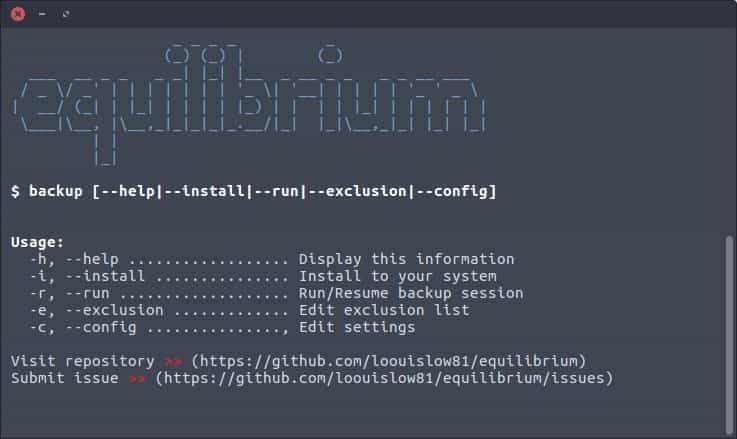 equilibrium
$ backup [--help|--install|--run|--exclusion|--config]
Usage:
-h, --help .................. Display this information
-i, --install ............... Install to your system
-r, --run ................... Run/Resume backup session
-e, --exclusion ............. Edit exclusion list
-c, --config ..............., Edit settings
Visit repository >> (https://github.com/loouislow81/equilibrium)
Submit issue >> (https://github.com/loouislow81/equilibrium/issues)